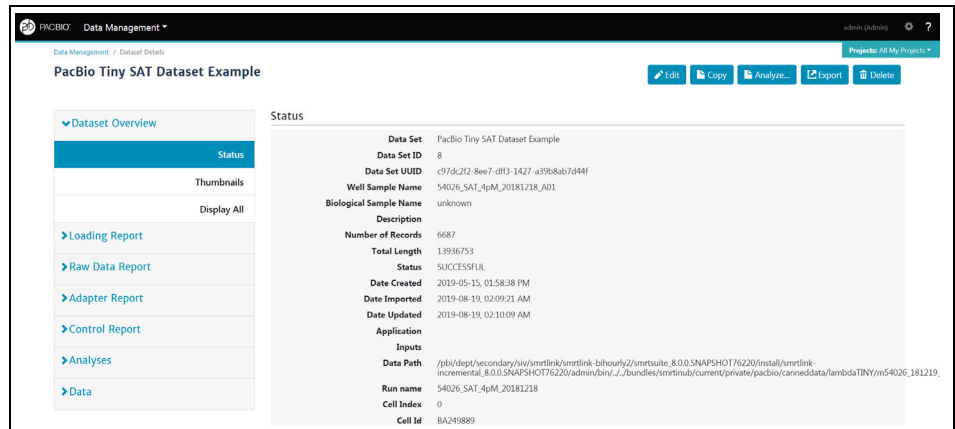 PACBIO® Data Management
admin (Admin) ?
Data Management / Dataset Details
Projects: All My Projects
PacBio Tiny SAT Dataset Example
Edit Copy Analyze... Export Delete
Dataset Overview
Status
Thumbnails
Display All
Loading Report
Raw Data Report
Adapter Report
Control Report
Analyses
Data
Status
Data Set PacBio Tiny SAT Dataset Example
Data Set ID 8
Data Set UUID c97dc2f2-8ee7-dff3-1427-a39b8ab7d44f
Well Sample Name 54026_SAT_4pM_20181218_A01
Biological Sample Name unknown
Description
Number of Records 6687
Total Length 13936753
Status SUCCESSFUL
Date Created 2019-05-15, 01:58:38 PM
Date Imported 2019-08-19, 02:09:21 AM
Date Updated 2019-08-19, 02:10:09 AM
Application
Inputs
Data Path /pbi/dept/secondary/siv/smrtlink/smrtlink-bihourly2/smrtsuite_8.0.0.SNAPSHOT76220/install/smrtlink-
incremental_8.0.0.SNAPSHOT76220/admin/bin/../../bundles/smrtinub/current/private/pacbio/canneddata/lambdaTINY/m54026_181219_
Run name 54026_SAT_4pM_20181218
Cell Index 0
Cell Id BA249889